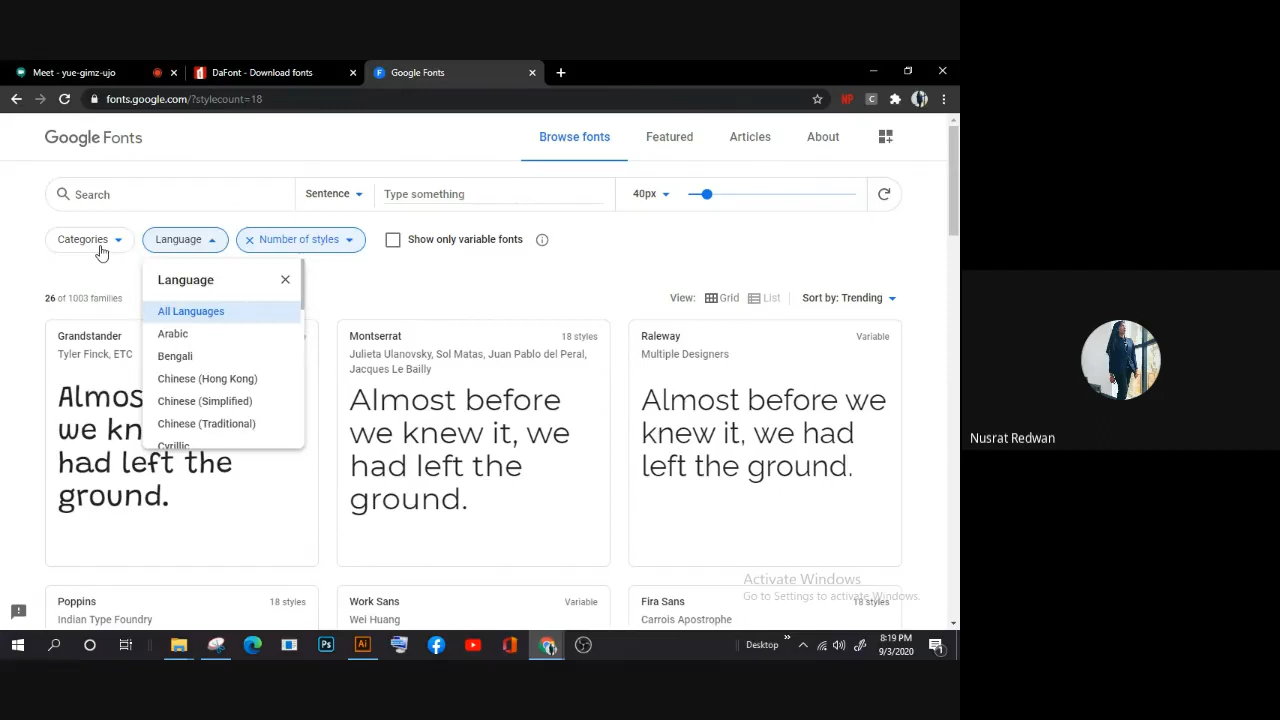 Meet - yue-gimz-ujo
DaFont - Download fonts
Google Fonts
fonts.google.com/?stylecount=18
Google Fonts
Browse fonts
Featured
Articles
About
Search
Sentence
Type something
40px
Categories
Language
Number of styles
Show only variable fonts
Language
All Languages
Arabic
Bengali
Chinese (Hong Kong)
Chinese (Simplified)
Chinese (Traditional)
Cyrillic
26 of 1003 families
View: Grid List
Sort by: Trending
Grandstander
Tyler Finck, ETC
Almos
we kn
had left the
ground.
Montserrat 18 styles
Julieta Ulanovsky, Sol Matas, Juan Pablo del Peral,
Jacques Le Bailly
Almost before
we knew it, we
had left the
ground.
Raleway Variable
Multiple Designers
Almost before we
knew it, we had
left the ground.
Poppins 18 styles
Indian Type Foundry
Work Sans Variable
Wei Huang
Fira Sans 18 styles
Carrois Apostrophe
Activate Windows
Go to Settings to activate Windows.
Nusrat Redwan
Desktop
8:19 PM
9/3/2020